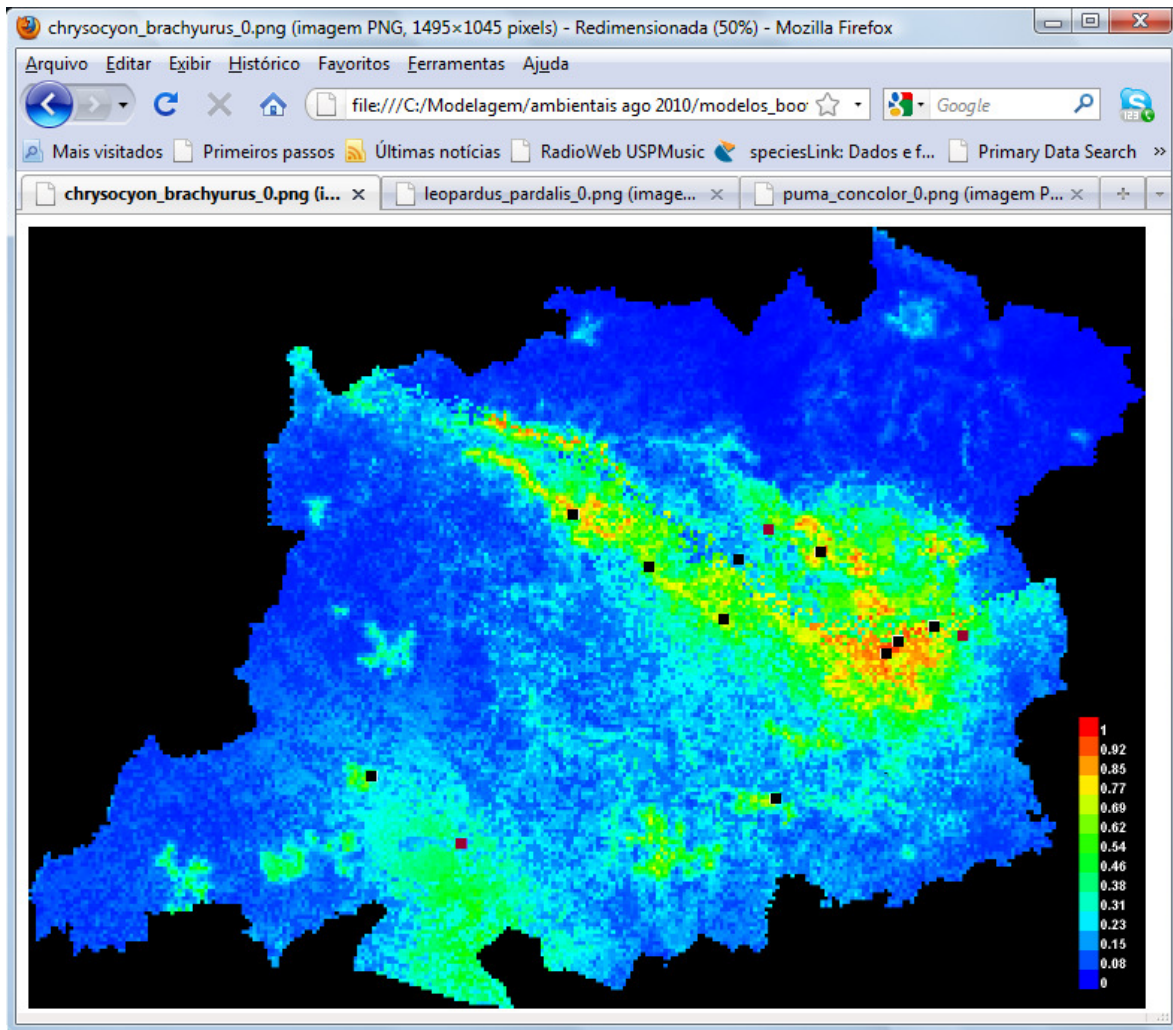 chrysocyon_brachyurus_0.png (imagem PNG, 1495×1045 pixels) - Redimensionada (50%) - Mozilla Firefox
Arquivo Editar Exibir Histórico Favoritos Ferramentas Ajuda
file:///C:/Modelagem/ambientais ago 2010/modelos_boo Google 123
Mais visitados Primeiros passos Últimas notícias RadioWeb USPMusic speciesLink: Dados e f... Primary Data Search »
chrysocyon_brachyurus_0.png (i... leopardus_pardalis_0.png (image... puma_concolor_0.png (imagem P...
1
0.92
0.85
0.77
0.69
0.62
0.54
0.46
0.38
0.31
0.23
0.15
0.08
0